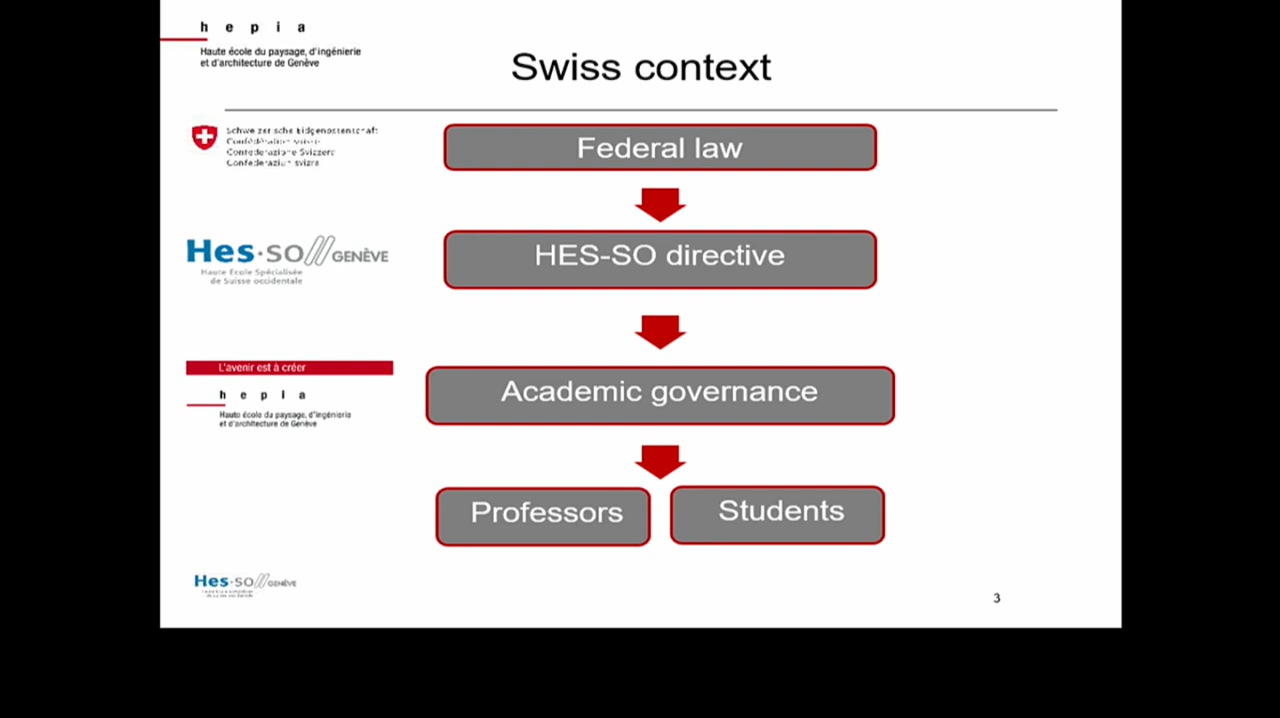 h e p i a
Haute école du paysage, d'ingénierie
et d'architecture de Genève
Swiss context
Schweizerische Eidgenossenschaft
Confédération suisse
Confederazione Svizzera
Confederaziun svizra
Federal law
Hes·so//GENÈVE
Haute Ecole Spécialisée
de Suisse occidentale
HES-SO directive
L'avenir est à créer
h e p i a
Haute école du paysage, d'ingénierie
et d'architecture de Genève
Academic governance
Professors
Students
Hes·so//GENÈVE
3